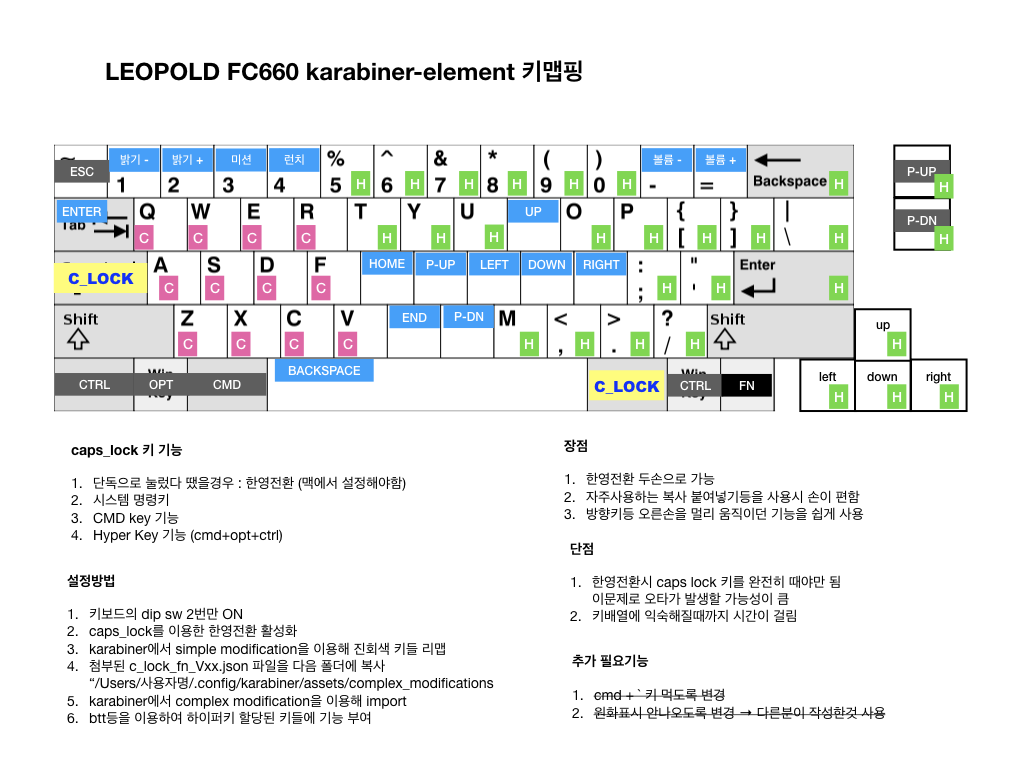 LEOPOLD FC660 karabiner-element 키맵핑
~ ESC 밝기 - 1 밝기 + 2 미션 3 런치 4 % 5 H ^ 6 H & 7 H * 8 H ( 9 H ) 0 H 볼륨 - - 볼륨 + = Backspace H P-UP H
ENTER Tab Q C W C E C R C T H Y H U H UP O H P H { [ H } ] H | \ H P-DN H
C_LOCK A C S C D C F C HOME P-UP LEFT DOWN RIGHT : ; H " ' H Enter H
Shift Z C X C C C V C END P-DN M H < , H > . H ? / H Shift up H
CTRL OPT CMD BACKSPACE C_LOCK CTRL FN left H down H right H
caps_lock 키 기능
1. 단독으로 눌렀다 땠을경우 : 한영전환 (맥에서 설정해야함)
2. 시스템 명령키
3. CMD key 기능
4. Hyper Key 기능 (cmd+opt+ctrl)
설정방법
1. 키보드의 dip sw 2번만 ON
2. caps_lock를 이용한 한영전환 활성화
3. karabiner에서 simple modification을 이용해 진회색 키들 리맵
4. 첨부된 c_lock_fn_Vxx.json 파일을 다음 폴더에 복사
“/Users/사용자명/.config/karabiner/assets/complex_modifications
5. karabiner에서 complex modification을 이용해 import
6. btt등을 이용하여 하이퍼키 할당된 키들에 기능 부여
장점
1. 한영전환 두손으로 가능
2. 자주사용하는 복사 붙여넣기등을 사용시 손이 편함
3. 방향키등 오른손을 멀리 움직이던 기능을 쉽게 사용
단점
1. 한영전환시 caps lock 키를 완전히 때야만 됨
이문제로 오타가 발생할 가능성이 큼
2. 키배열에 익숙해질때까지 시간이 걸림
추가 필요기능
1. cmd +` 키 먹도록 변경
2. 원화표시 안나오도록 변경 → 다른분이 작성한것 사용